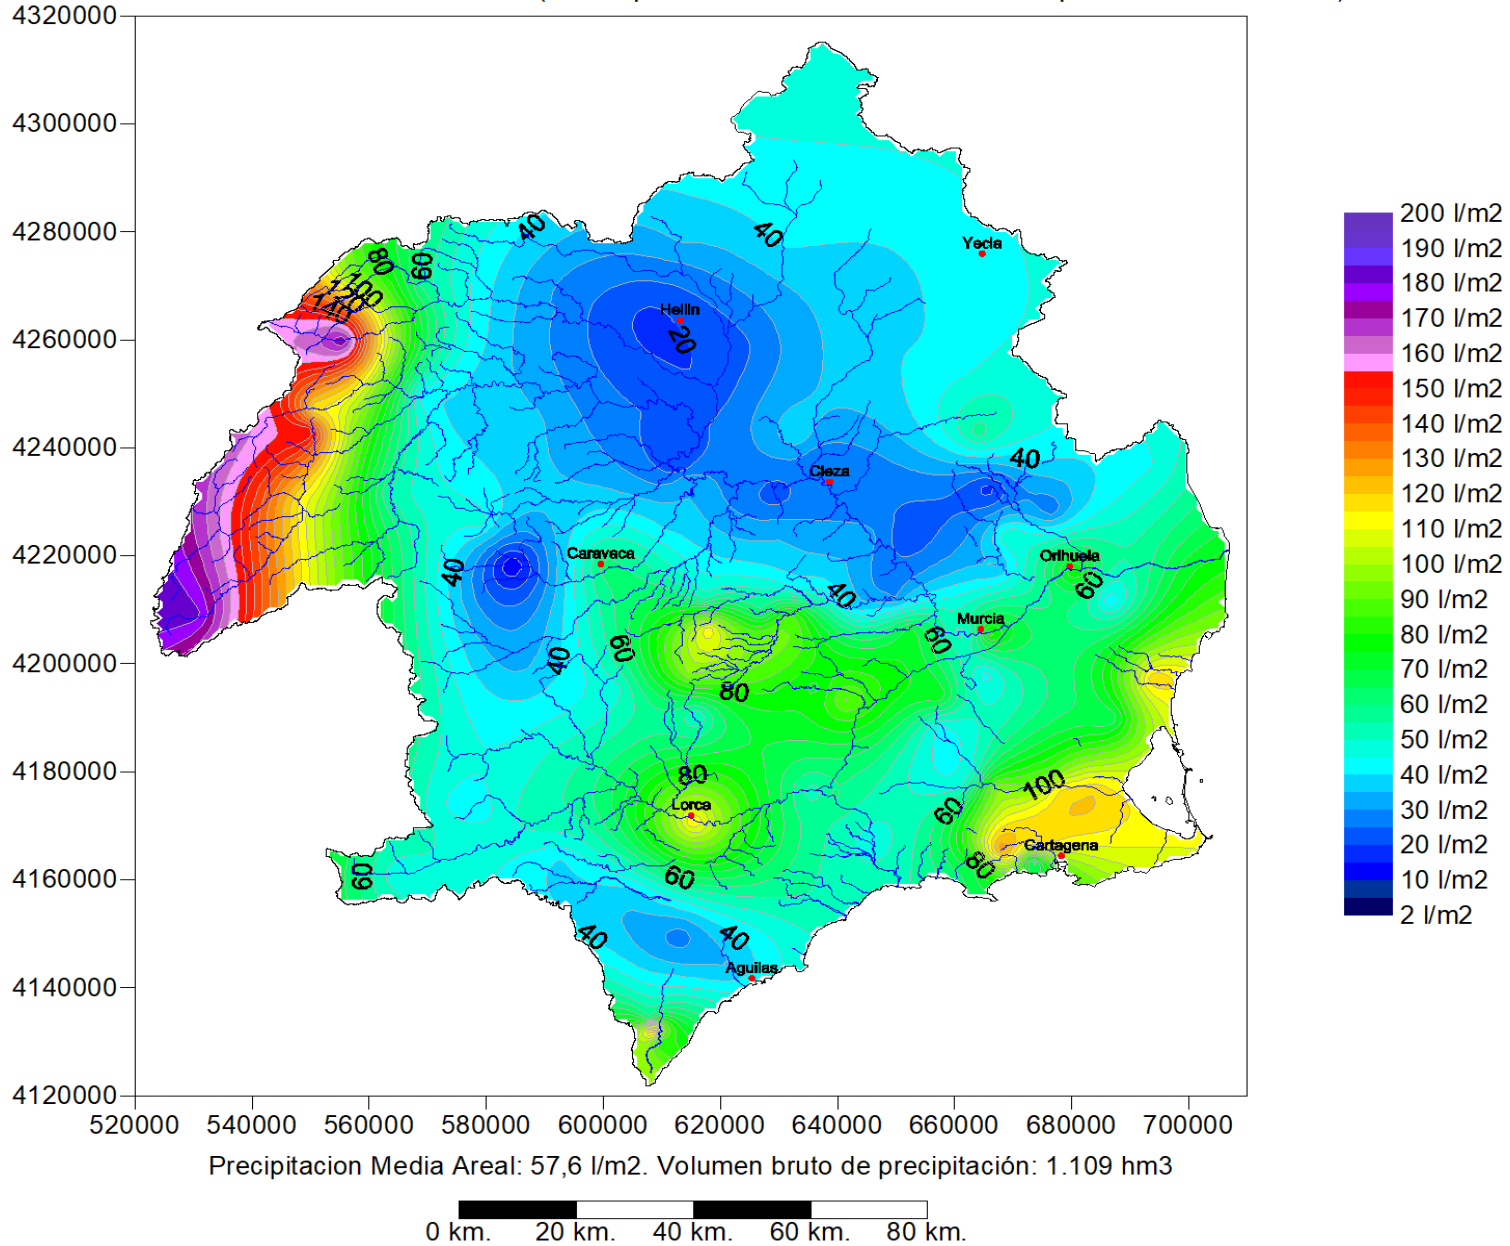 4320000
4300000
4280000
4260000
4240000
4220000
4200000
4180000
4160000
4140000
4120000
520000 540000 560000 580000 600000 620000 640000 660000 680000 700000
40
40
Yecla
80
60
100
120
140
Hellin
20
Cieza
40
Caravaca
40
Orihuela
60
40
Murcia
60
60
40
80
80
Lorca
100
60
Cartagena
80
60
60
40
40
Aguilas
200 l/m2
190 l/m2
180 l/m2
170 l/m2
160 l/m2
150 l/m2
140 l/m2
130 l/m2
120 l/m2
110 l/m2
100 l/m2
90 l/m2
80 l/m2
70 l/m2
60 l/m2
50 l/m2
40 l/m2
30 l/m2
20 l/m2
10 l/m2
2 l/m2
Precipitacion Media Areal: 57,6 l/m2. Volumen bruto de precipitación: 1.109 hm3
0 km. 20 km. 40 km. 60 km. 80 km.